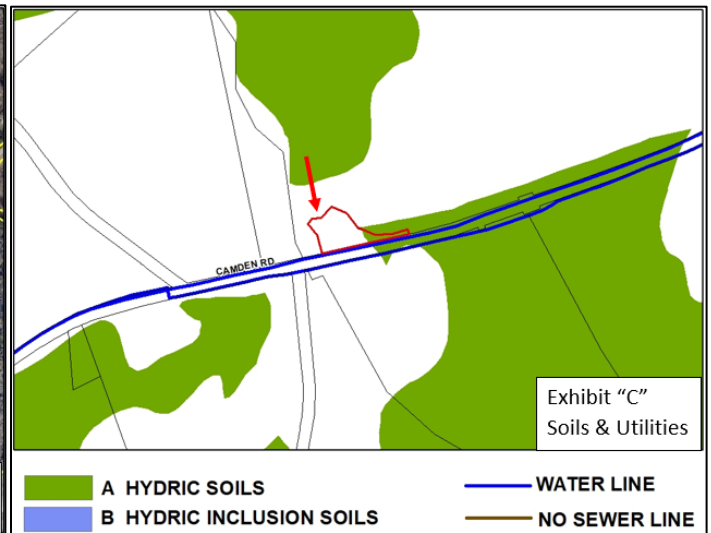 CAMDEN RD
Exhibit “C”
Soils & Utilities
A HYDRIC SOILS
WATER LINE
B HYDRIC INCLUSION SOILS
NO SEWER LINE